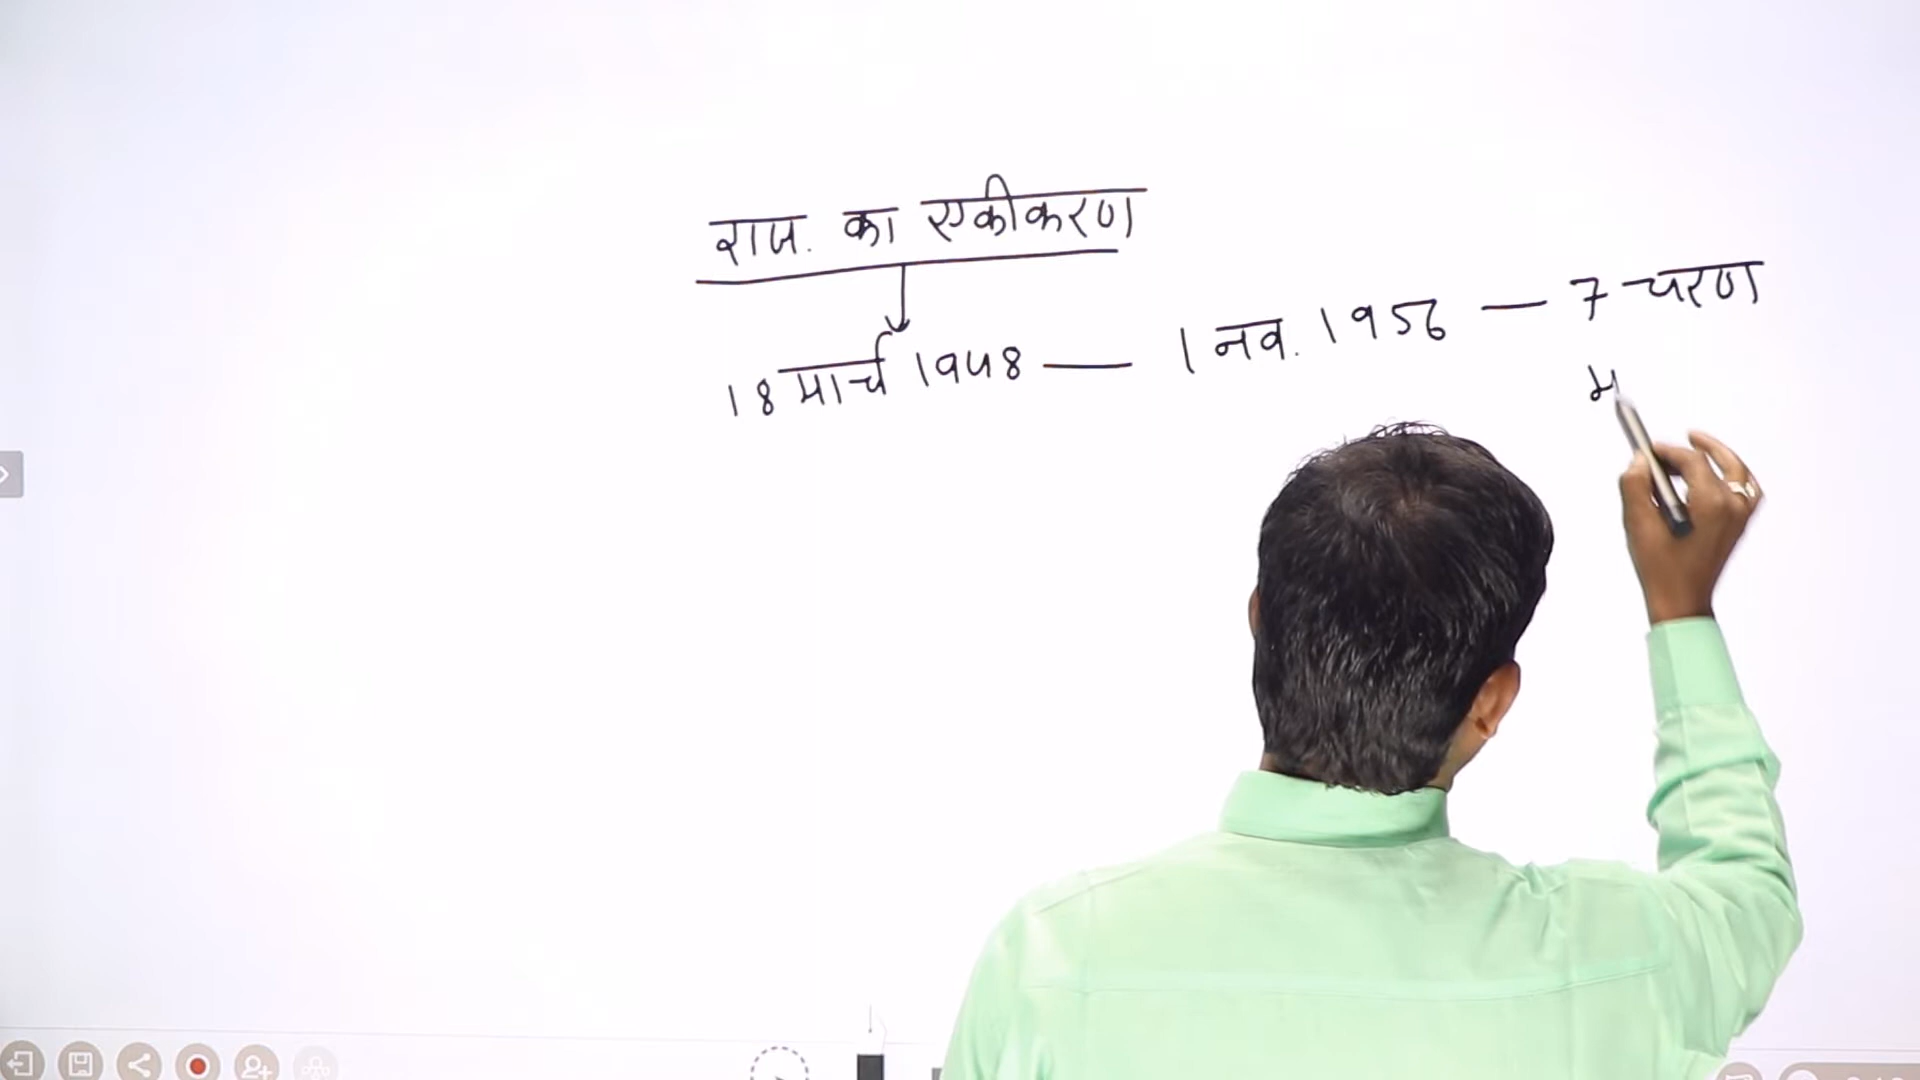 राज. का एकीकरण
18 मार्च 1948 — 1 नव. 1956 — 7 चरण